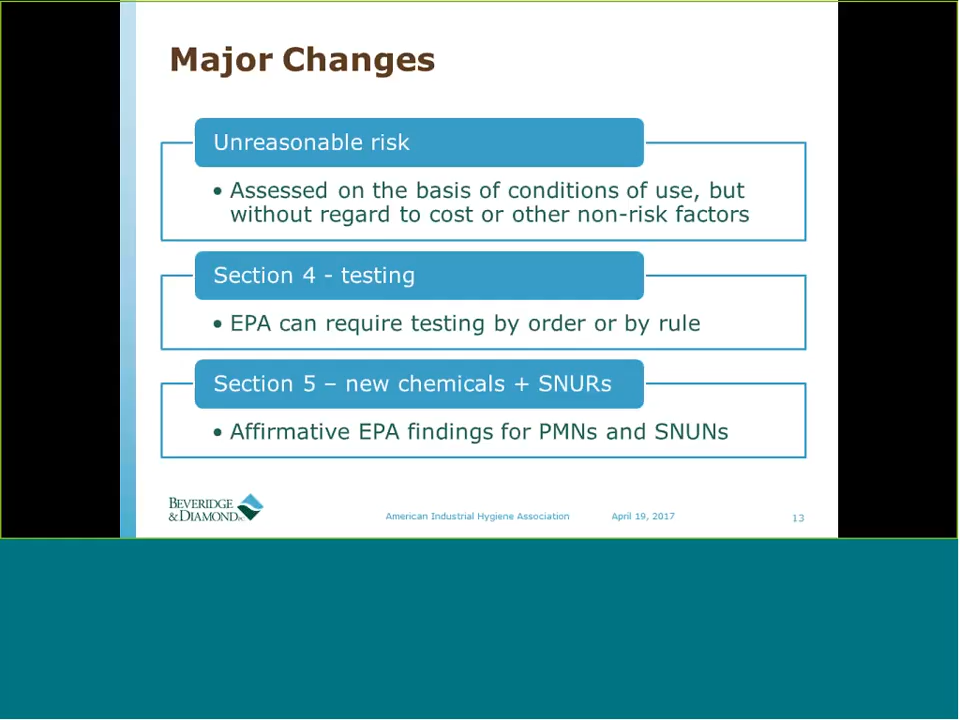 Major Changes
Unreasonable risk
• Assessed on the basis of conditions of use, but
without regard to cost or other non-risk factors
Section 4 - testing
• EPA can require testing by order or by rule
Section 5 – new chemicals + SNURs
• Affirmative EPA findings for PMNs and SNUNs
BEVERIDGE
& DIAMOND PC
American Industrial Hygiene Association April 19, 2017 13